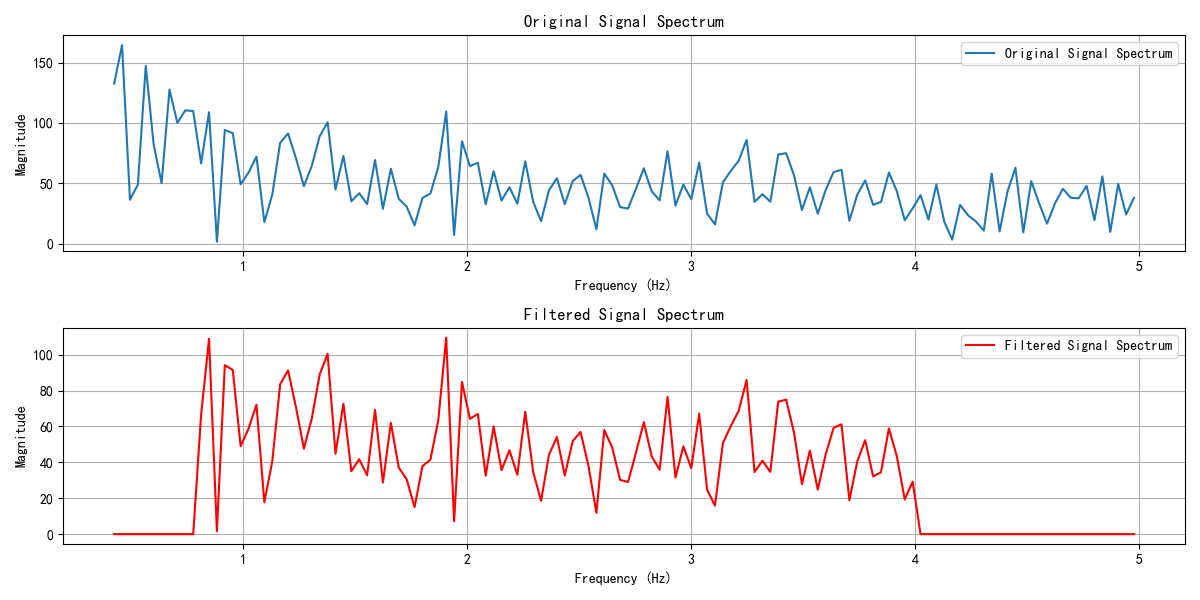 Original Signal Spectrum
Original Signal Spectrum
Magnitude
150
100
50
0
1 2 3 4 5
Frequency (Hz)
Filtered Signal Spectrum
Filtered Signal Spectrum
Magnitude
100
80
60
40
20
0
1 2 3 4 5
Frequency (Hz)